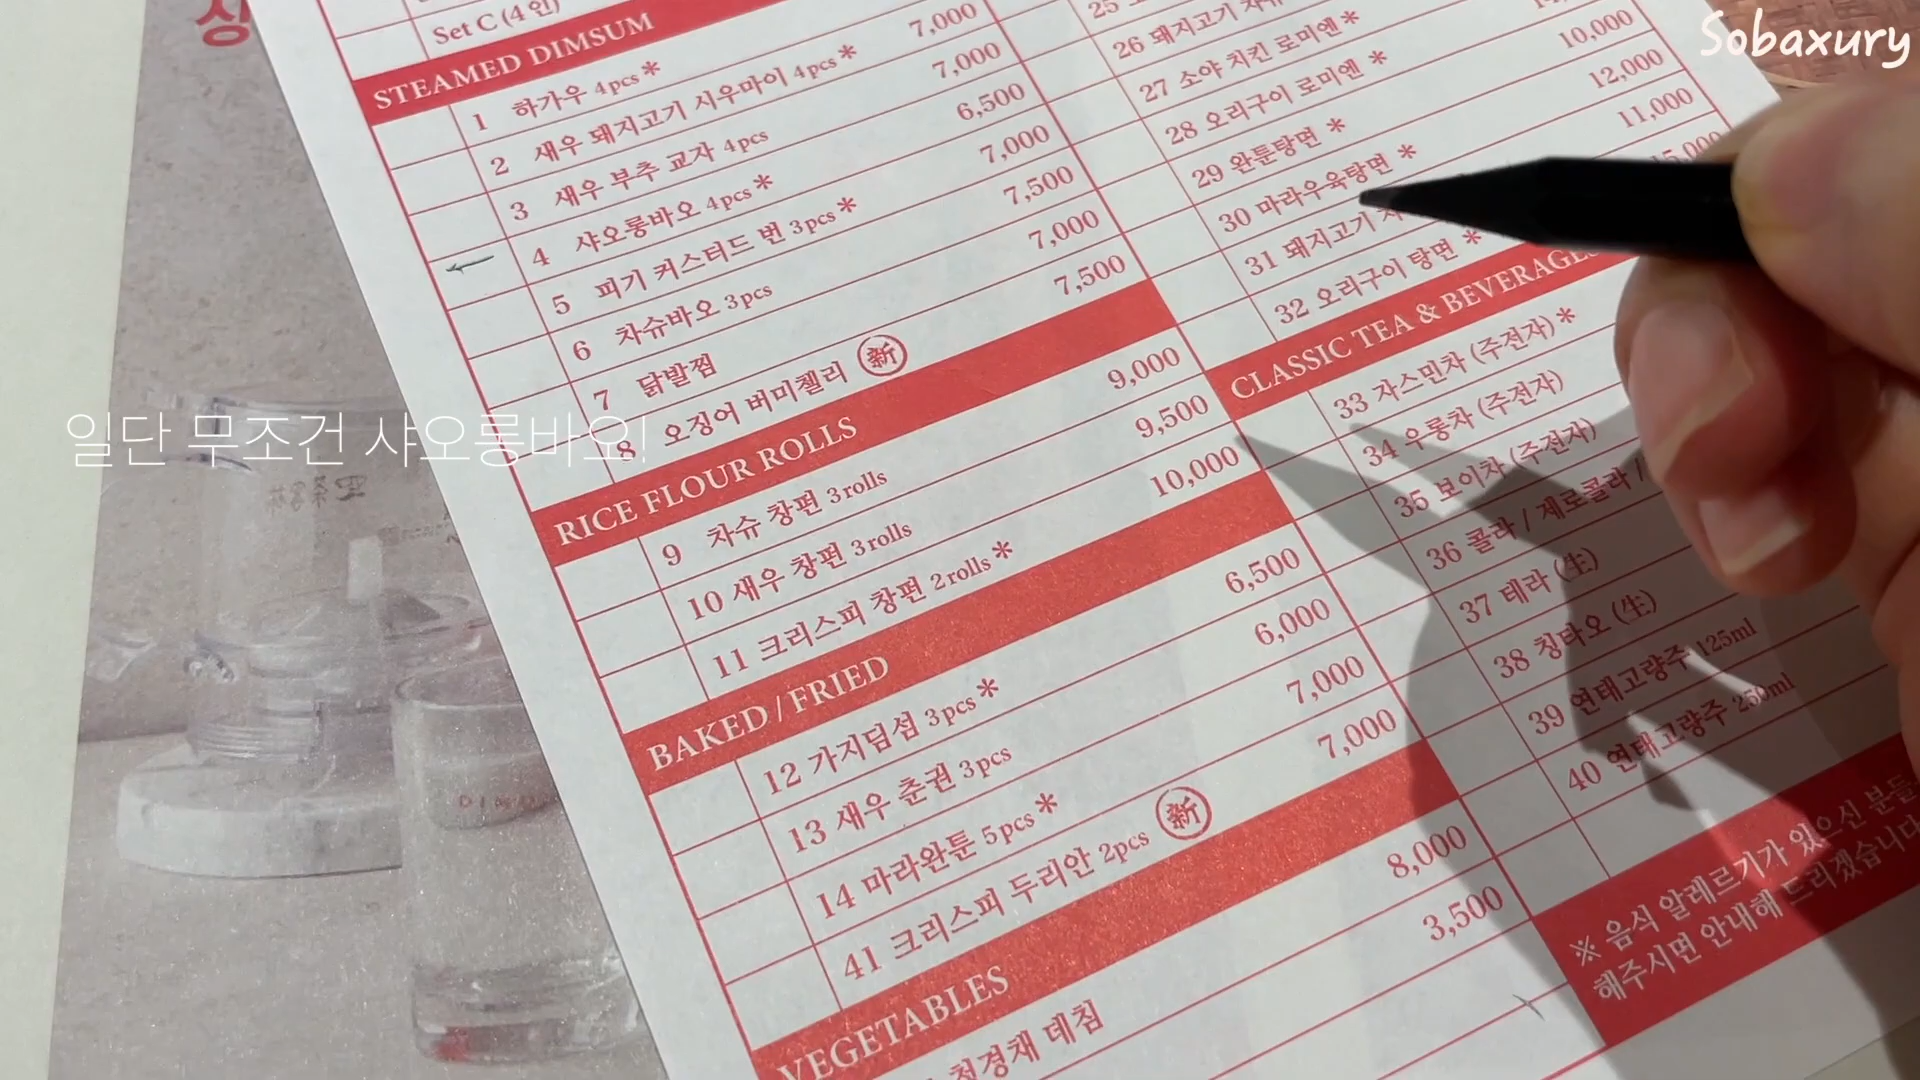 Sobaxury
일단 무조건 샤오롱바오!
Set C (4인)
STEAMED DIMSUM
1 하가우 4pcs* 7,000
2 새우 돼지고기 시우마이 4pcs* 7,000
3 새우 부추 교자 4pcs 6,500
4 샤오롱바오 4pcs* 7,000
5 피기 커스터드 번 3pcs* 7,500
6 차슈바오 3pcs 7,000
7 닭발찜 7,500
8 오징어 버미첼리 新
RICE FLOUR ROLLS
9 차슈 창펀 3rolls 9,000
10 새우 창펀 3rolls 9,500
11 크리스피 창펀 2rolls* 10,000
BAKED / FRIED
12 가지딤섬 3pcs* 6,500
13 새우 춘권 3pcs 6,000
14 마라완툰 5pcs* 7,000
41 크리스피 두리안 2pcs 新 7,000
VEGETABLES
청경채 데침 8,000
3,500
25
26 돼지고기
27 소야 치킨 로미엔*
28 오리구이 로미엔* 10,000
29 완툰탕면* 12,000
30 마라우육탕면* 11,000
31 돼지고기
32 오리구이 탕면*
CLASSIC TEA & BEVERAGES
33 자스민차 (주전자)*
34 우롱차 (주전자)
35 보이차 (주전자)
36 콜라 / 제로콜라 /
37 테라 (生)
38 칭타오 (生)
39 연태고량주 125ml
40 연태고량주 250ml
※ 음식 알레르기가 있으신 분들
해주시면 안내해 드리겠습니다